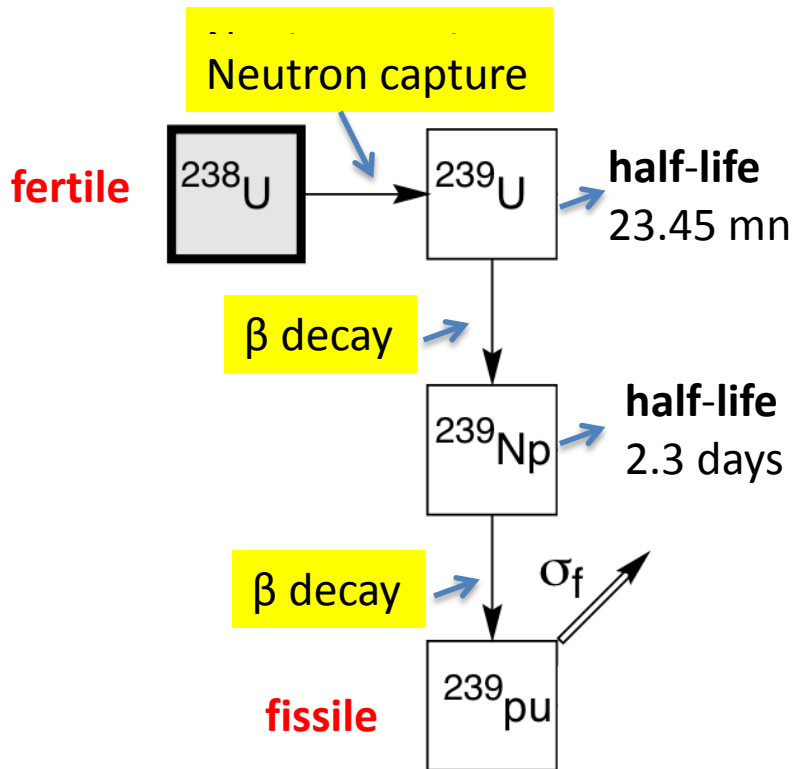 Neutron capture
fertile
²³⁸U
²³⁹U
half-life
23.45 mn
β decay
²³⁹Np
half-life
2.3 days
β decay
σf
²³⁹pu
fissile